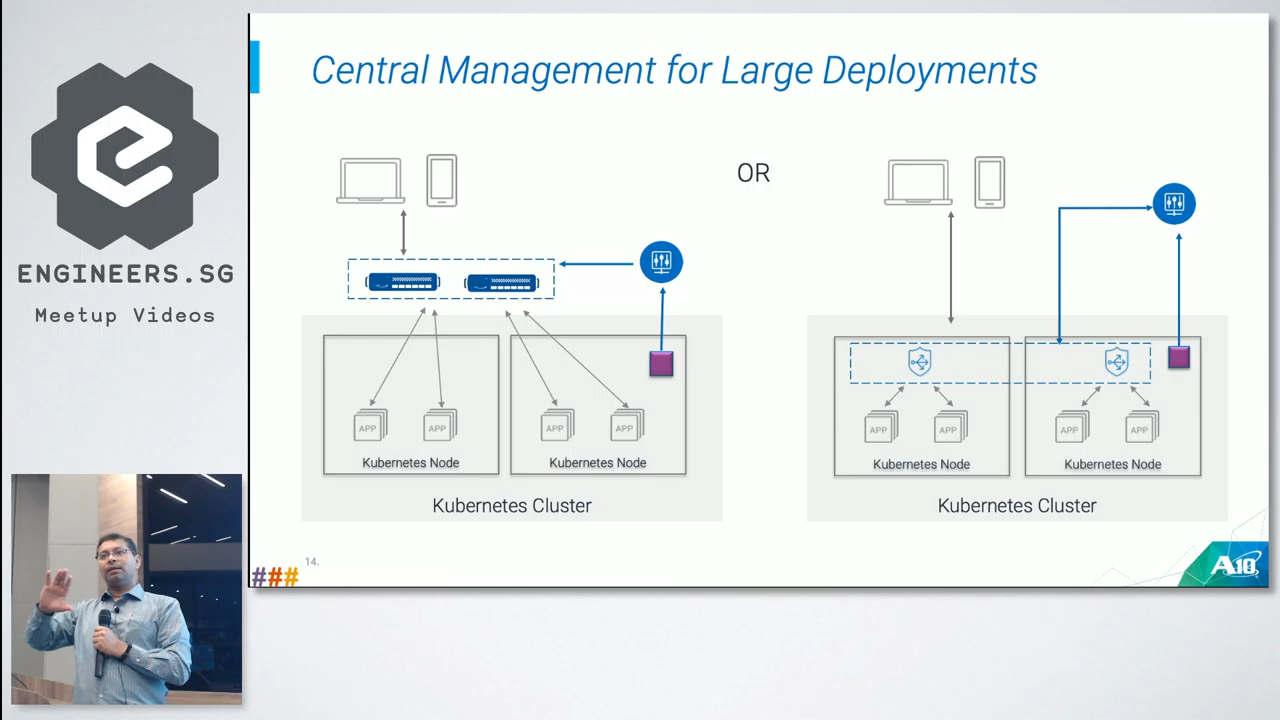 ENGINEERS.SG
Meetup Videos
Central Management for Large Deployments
OR
APP
APP
APP
APP
Kubernetes Node
Kubernetes Node
Kubernetes Cluster
APP
APP
APP
APP
Kubernetes Node
Kubernetes Node
Kubernetes Cluster
14.
###
A10